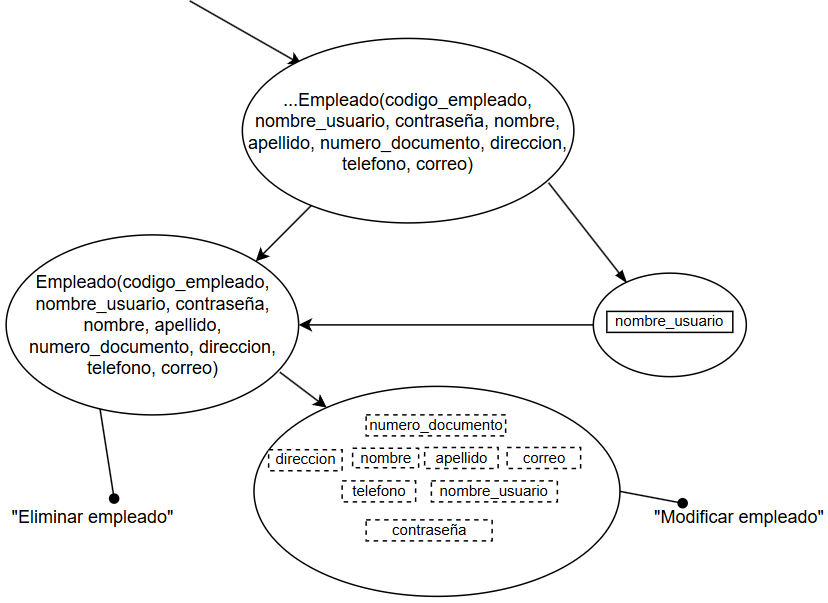 ...Empleado(codigo_empleado,
nombre_usuario, contraseña, nombre,
apellido, numero_documento, direccion,
telefono, correo)
Empleado(codigo_empleado,
nombre_usuario, contraseña,
nombre, apellido,
numero_documento, direccion,
telefono, correo)
nombre_usuario
numero_documento
direccion nombre apellido correo
telefono nombre_usuario
contraseña
"Eliminar empleado"
"Modificar empleado"